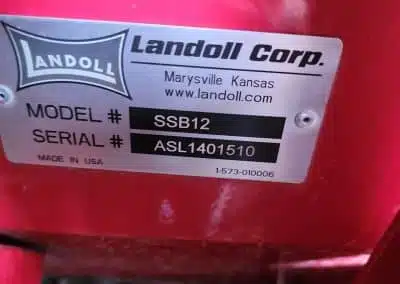 LANDOLL
Landoll Corp.
Marysville Kansas
www.landoll.com
MODEL # SSB12
SERIAL # ASL1401510
MADE IN USA
1-573-010006